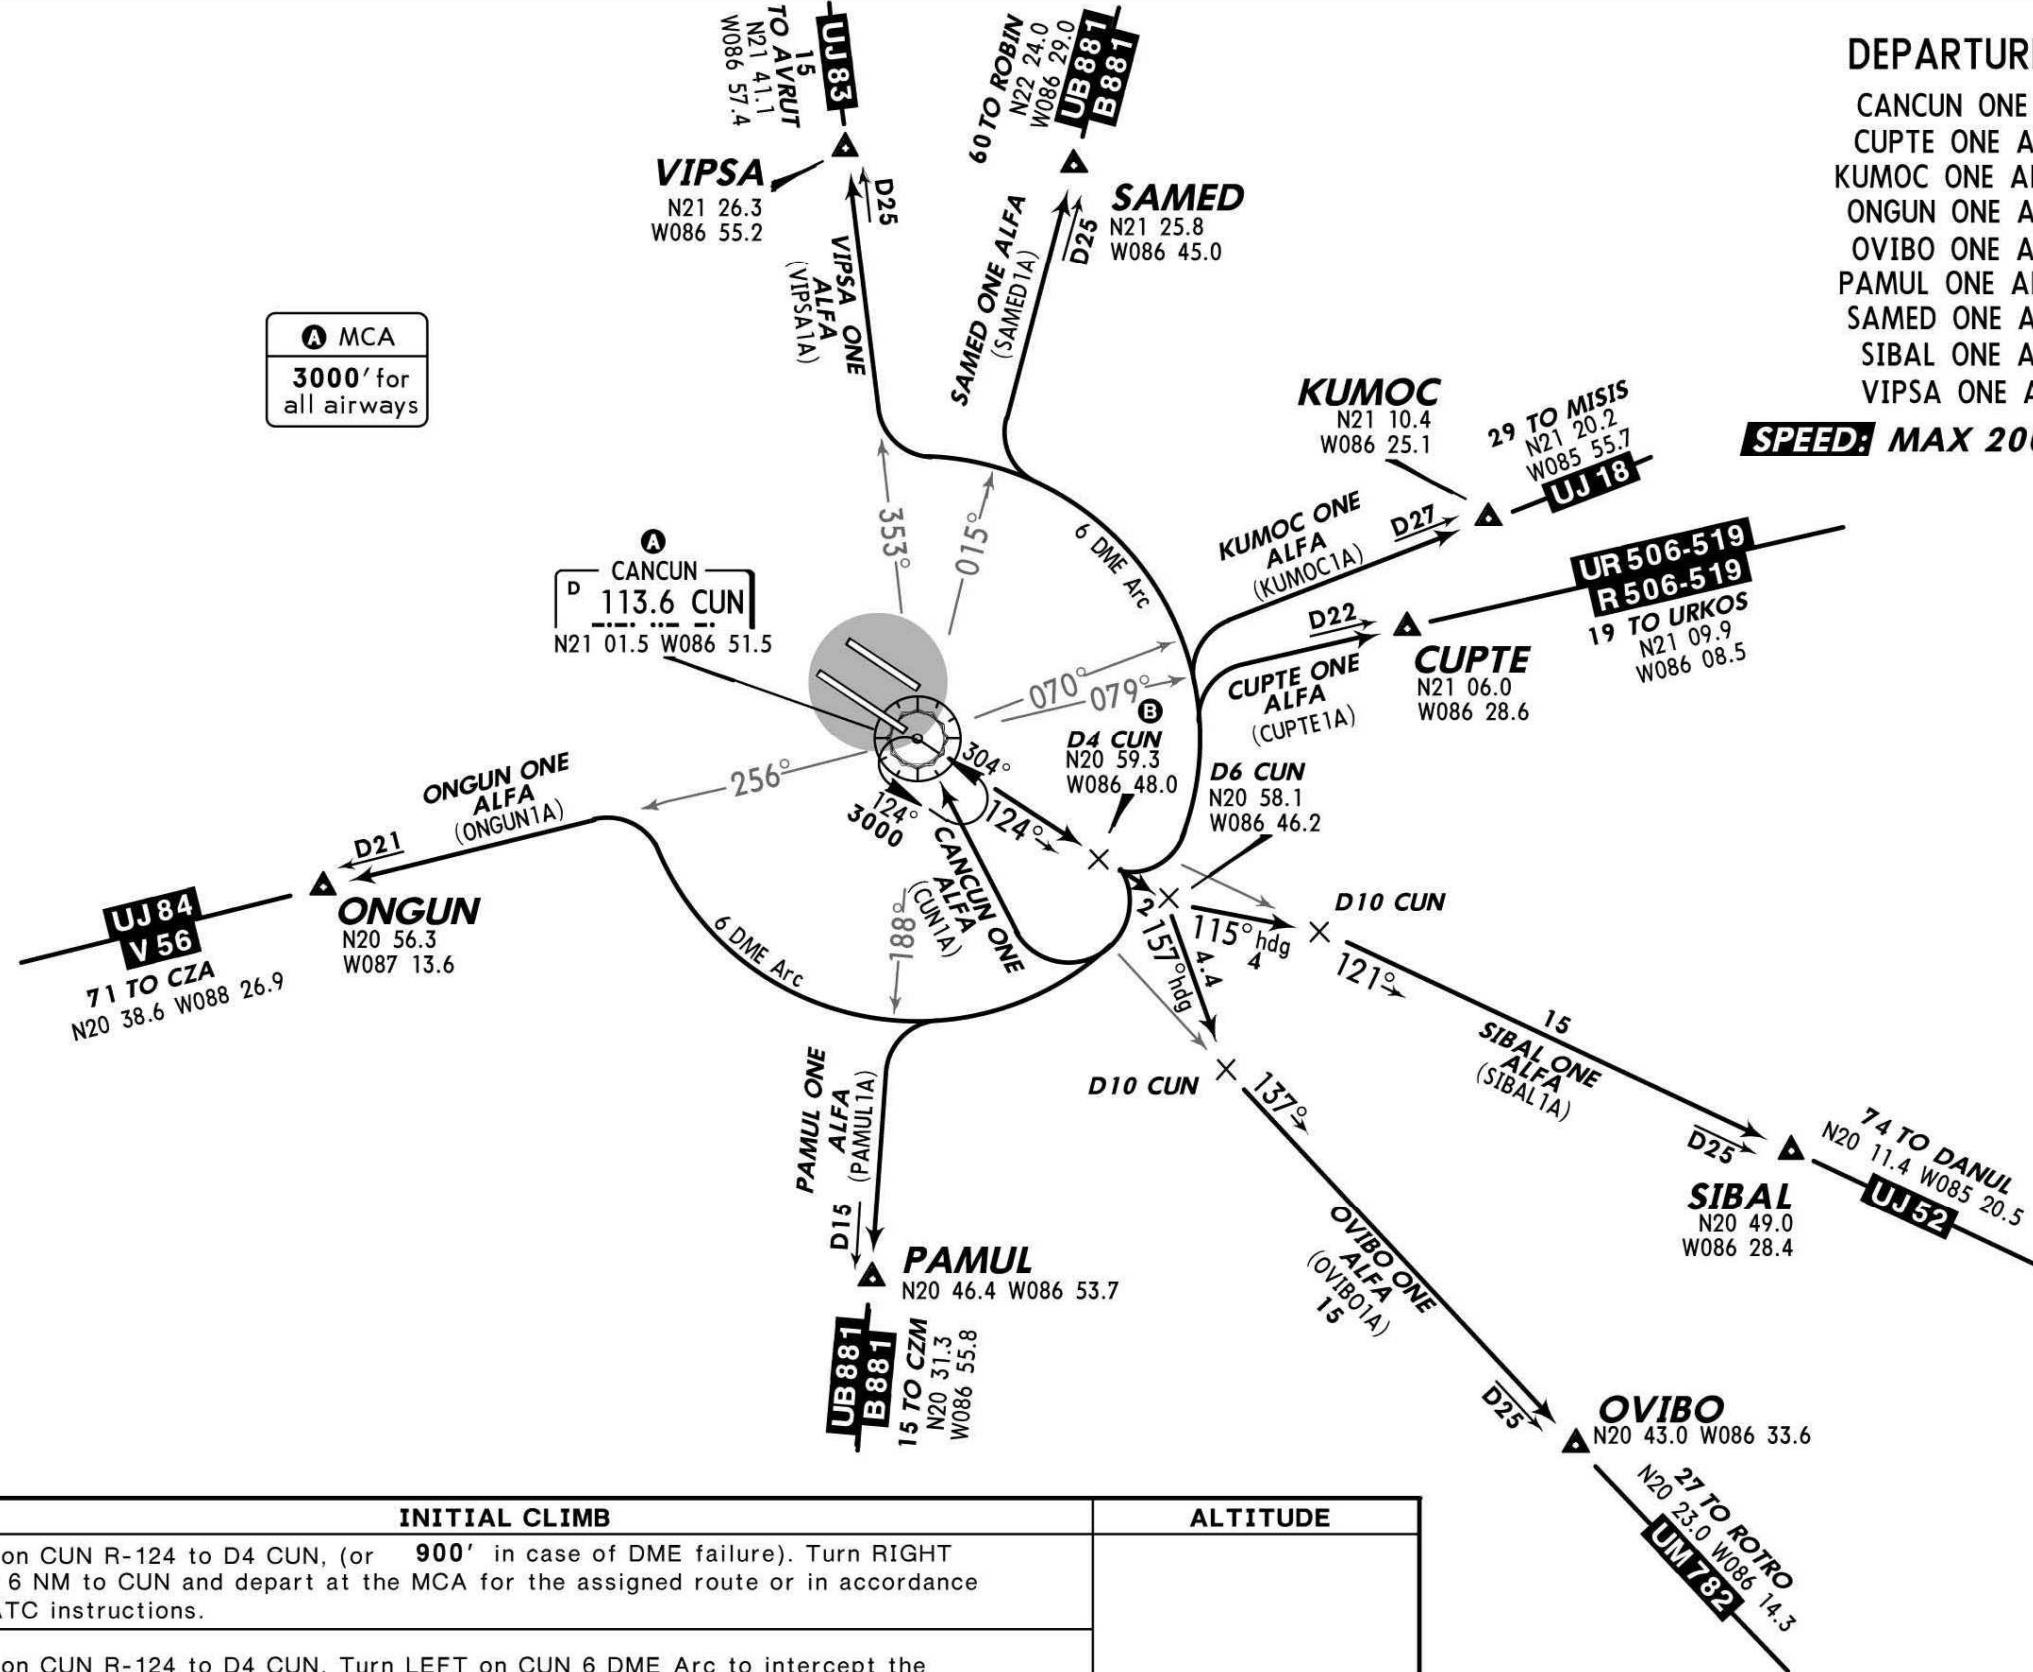 15
TO AVRUT
N21 41.1
W086 57.4
UJ 83
VIPSA
N21 26.3
W086 55.2
D25
VIPSA ONE
ALFA
(VIPSA1A)
60 TO ROBIN
N22 24.0
W086 29.0
UB 881
B 881
SAMED
N21 25.8
W086 45.0
D25
SAMED ONE ALFA
(SAMED1A)
DEPARTUR
CANCUN ONE
CUPTE ONE A
KUMOC ONE A
ONGUN ONE A
OVIBO ONE A
PAMUL ONE A
SAMED ONE A
SIBAL ONE A
VIPSA ONE A
SPEED: MAX 20
A MCA
3000' for
all airways
KUMOC
N21 10.4
W086 25.1
29 TO MISIS
N21 20.2
W085 55.7
UJ 18
KUMOC ONE
ALFA
(KUMOC1A)
D27
6 DME Arc
353°
015°
070°
079°
UR 506-519
R 506-519
19 TO URKOS
N21 09.9
W086 08.5
D22
CUPTE
N21 06.0
W086 28.6
CUPTE ONE
ALFA
(CUPTE1A)
A
CANCUN
D 113.6 CUN
N21 01.5 W086 51.5
B
D4 CUN
N20 59.3
W086 48.0
D6 CUN
N20 58.1
W086 46.2
304°
124°
124°
3000
256°
ONGUN ONE
ALFA
(ONGUN1A)
D21
ONGUN
N20 56.3
W087 13.6
UJ 84
V 56
71 TO CZA
N20 38.6 W088 26.9
6 DME Arc
188°
CANCUN ONE
ALFA
(CUN1A)
2
115° hdg
4
157° hdg
4.4
D10 CUN
121°
15
SIBAL ONE
ALFA
(SIBAL1A)
D25
SIBAL
N20 49.0
W086 28.4
74 TO DANUL
N20 11.4 W085 20.5
UJ 52
D10 CUN
137°
OVIBO ONE
ALFA
(OVIBO1A)
15
D25
OVIBO
N20 43.0 W086 33.6
27 TO ROTRO
N20 23.0 W086 14.3
UM 782
PAMUL ONE
ALFA
(PAMUL1A)
D15
PAMUL
N20 46.4 W086 53.7
UB 881
B 881
15 TO CZM
N20 31.3
W086 55.8
INITIAL CLIMB
ALTITUDE
on CUN R-124 to D4 CUN, (or 900' in case of DME failure). Turn RIGHT
6 NM to CUN and depart at the MCA for the assigned route or in accordance
ATC instructions.
on CUN R-124 to D4 CUN. Turn LEFT on CUN 6 DME Arc to intercept the